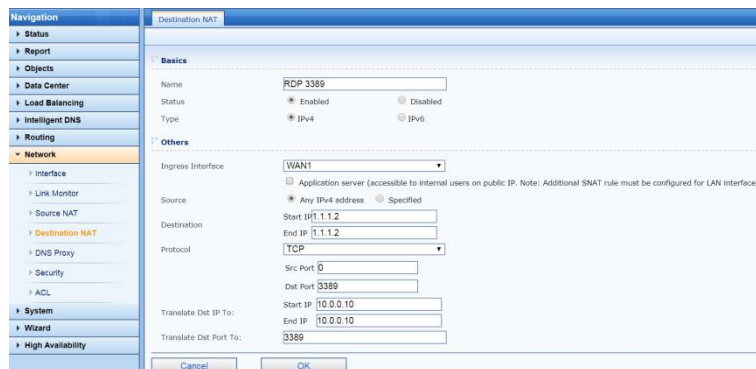 Navigation
Status
Report
Objects
Data Center
Load Balancing
Intelligent DNS
Routing
Network
Interface
Link Monitor
Source NAT
Destination NAT
DNS Proxy
Security
ACL
System
Wizard
High Availability
Destination NAT
Basics
Name RDP 3389
Status Enabled Disabled
Type IPv4 IPv6
Others
Ingress Interface WAN1
Application server (accessible to internal users on public IP. Note: Additional SNAT rule must be configured for LAN interface
Source Any IPv4 address Specified
Destination Start IP 1.1.1.2
End IP 1.1.1.2
Protocol TCP
Src Port 0
Dst Port 3389
Translate Dst IP To: Start IP 10.0.0.10
End IP 10.0.0.10
Translate Dst Port To: 3389
Cancel OK